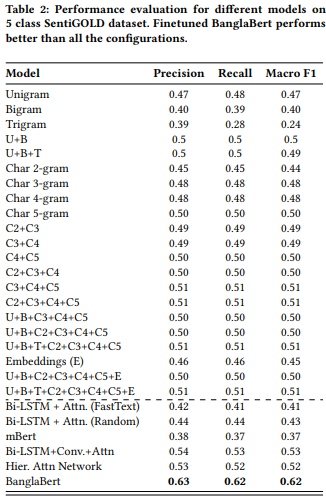 Table 2: Performance evaluation for different models on
5 class SentiGOLD dataset. Finetuned BanglaBert performs
better than all the configurations.
Model Precision Recall Macro F1
Unigram 0.47 0.48 0.47
Bigram 0.40 0.39 0.40
Trigram 0.39 0.28 0.24
U+B 0.5 0.5 0.5
U+B+T 0.5 0.5 0.49
Char 2-gram 0.45 0.45 0.44
Char 3-gram 0.48 0.48 0.48
Char 4-gram 0.48 0.48 0.48
Char 5-gram 0.50 0.50 0.50
C2+C3 0.49 0.49 0.49
C3+C4 0.49 0.49 0.49
C4+C5 0.50 0.50 0.50
C2+C3+C4 0.50 0.50 0.50
C3+C4+C5 0.51 0.51 0.51
C2+C3+C4+C5 0.51 0.51 0.51
U+B+C3+C4+C5 0.50 0.50 0.50
U+B+C2+C3+C4+C5 0.50 0.50 0.50
U+B+T+C2+C3+C4+C5 0.51 0.51 0.51
Embeddings (E) 0.46 0.46 0.45
U+B+C2+C3+C4+C5+E 0.50 0.50 0.50
U+B+T+C2+C3+C4+C5+E 0.51 0.51 0.51
Bi-LSTM + Attn. (FastText) 0.42 0.41 0.41
Bi-LSTM + Attn. (Random) 0.44 0.44 0.43
mBert 0.38 0.37 0.37
Bi-LSTM+Conv.+Attn 0.54 0.53 0.53
Hier. Attn Network 0.53 0.52 0.52
BanglaBert 0.63 0.62 0.62